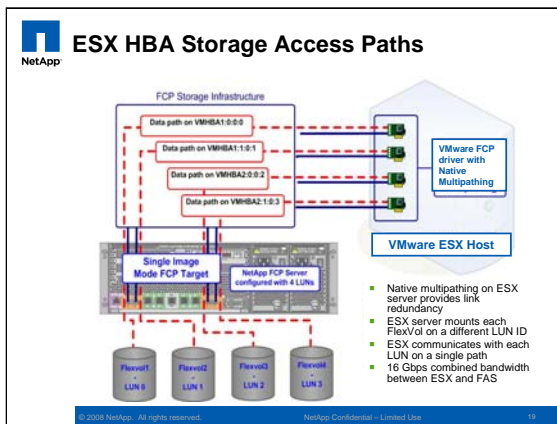 NetApp
ESX HBA Storage Access Paths
FCP Storage Infrastructure
Data path on VMHBA1:0:0:0
Data path on VMHBA1:1:0:1
Data path on VMHBA2:0:0:2
Data path on VMHBA2:1:0:3
VMware FCP
driver with
Native
Multipathing
VMware ESX Host
Single Image
Mode FCP Target
NetApp FCP Server
configured with 4 LUNs
Flexvol1
LUN 0
Flexvol2
LUN 1
Flexvol3
LUN 2
Flexvol4
LUN 3
Native multipathing on ESX
server provides link
redundancy
ESX server mounts each
FlexVol on a different LUN ID
ESX communicates with each
LUN on a single path
16 Gbps combined bandwidth
between ESX and FAS
© 2008 NetApp. All rights reserved.
NetApp Confidential – Limited Use
19